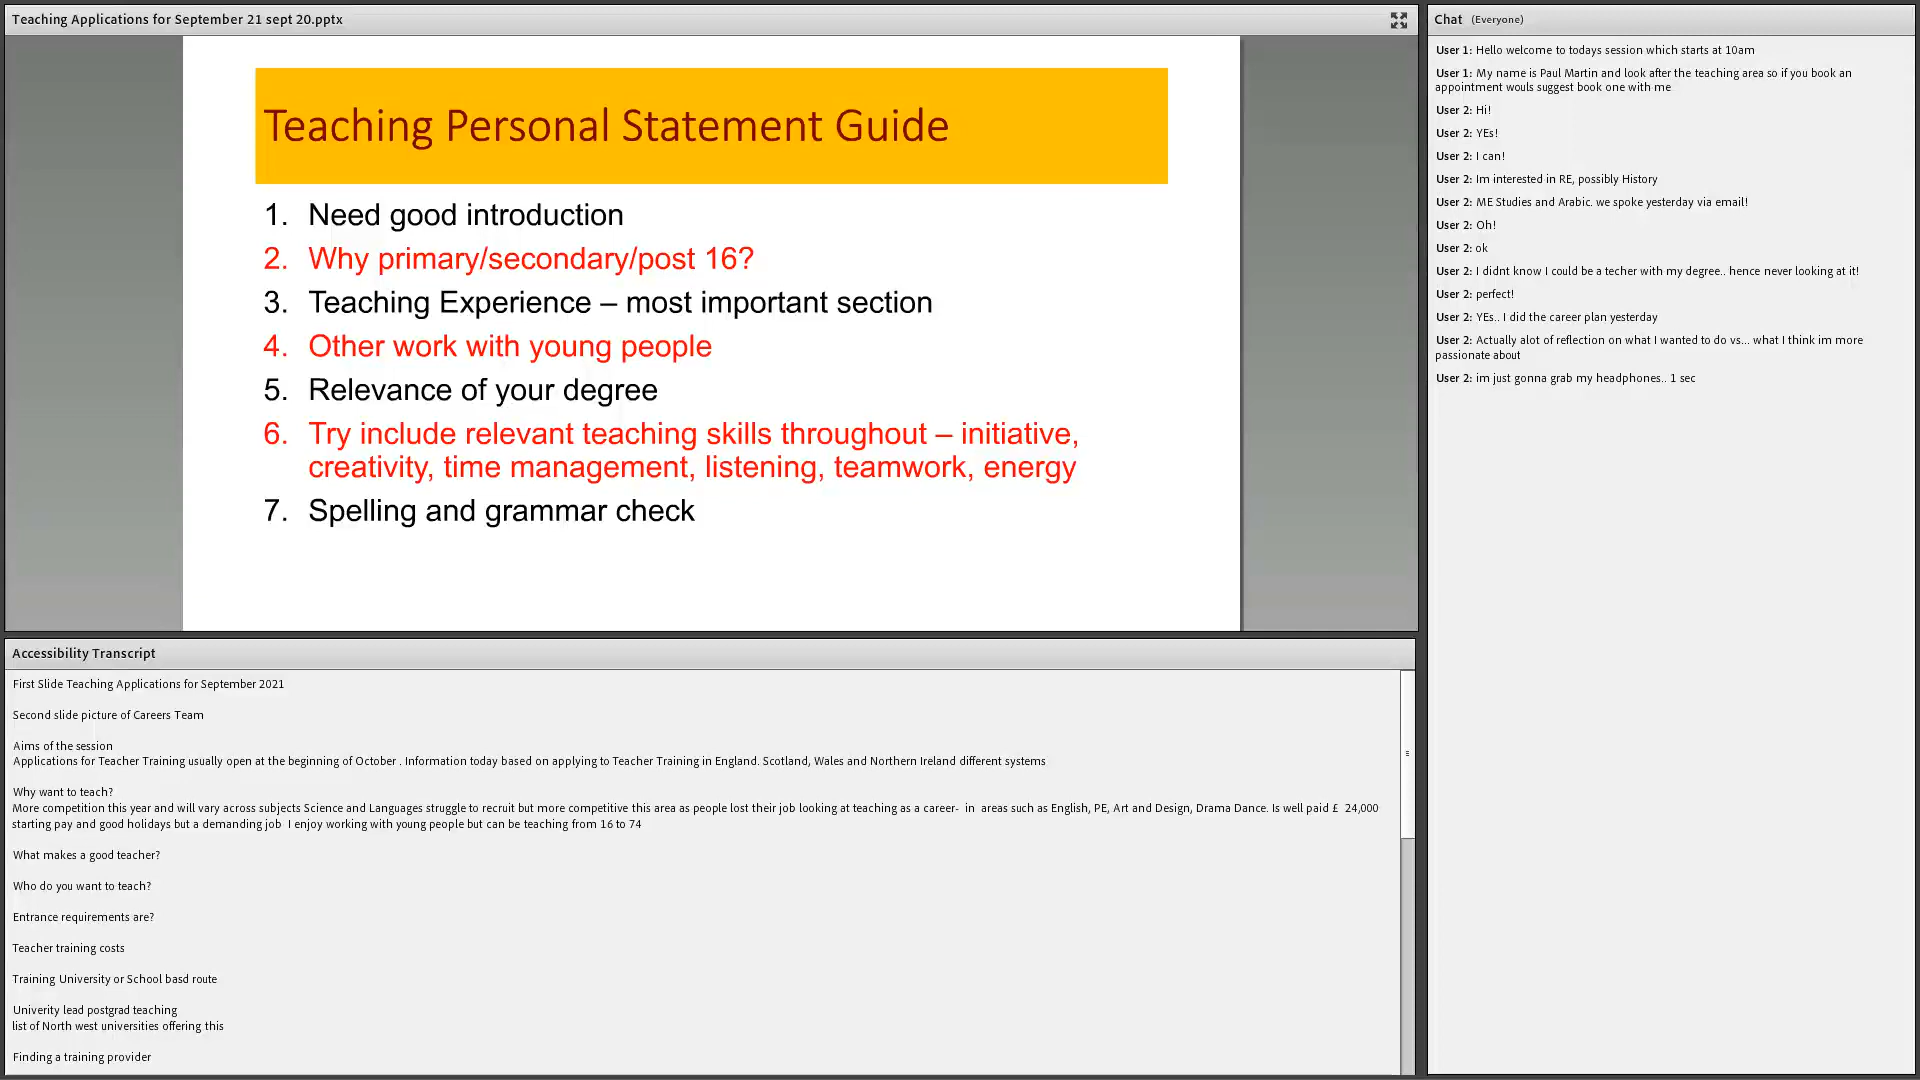 Teaching Applications for September 21 sept 20.pptx
Teaching Personal Statement Guide
1. Need good introduction
2. Why primary/secondary/post 16?
3. Teaching Experience – most important section
4. Other work with young people
5. Relevance of your degree
6. Try include relevant teaching skills throughout – initiative,
creativity, time management, listening, teamwork, energy
7. Spelling and grammar check
Accessibility Transcript
First Slide Teaching Applications for September 2021
Second slide picture of Careers Team
Aims of the session
Applications for Teacher Training usually open at the beginning of October . Information today based on applying to Teacher Training in England. Scotland, Wales and Northern Ireland different systems
Why want to teach?
More competition this year and will vary across subjects Science and Languages struggle to recruit but more competitive this area as people lost their job looking at teaching as a career- in areas such as English, PE, Art and Design, Drama Dance. Is well paid £ 24,000
starting pay and good holidays but a demanding job I enjoy working with young people but can be teaching from 16 to 74
What makes a good teacher?
Who do you want to teach?
Entrance requirements are?
Teacher training costs
Training University or School basd route
Univerity lead postgrad teaching
list of North west universities offering this
Finding a training provider
Chat (Everyone)
User 1: Hello welcome to todays session which starts at 10am
User 1: My name is Paul Martin and look after the teaching area so if you book an
appointment wouls suggest book one with me
User 2: Hi!
User 2: YEs!
User 2: I can!
User 2: Im interested in RE, possibly History
User 2: ME Studies and Arabic. we spoke yesterday via email!
User 2: Oh!
User 2: ok
User 2: I didnt know I could be a techer with my degree.. hence never looking at it!
User 2: perfect!
User 2: YEs.. I did the career plan yesterday
User 2: Actually alot of reflection on what I wanted to do vs... what I think im more
passionate about
User 2: im just gonna grab my headphones.. 1 sec